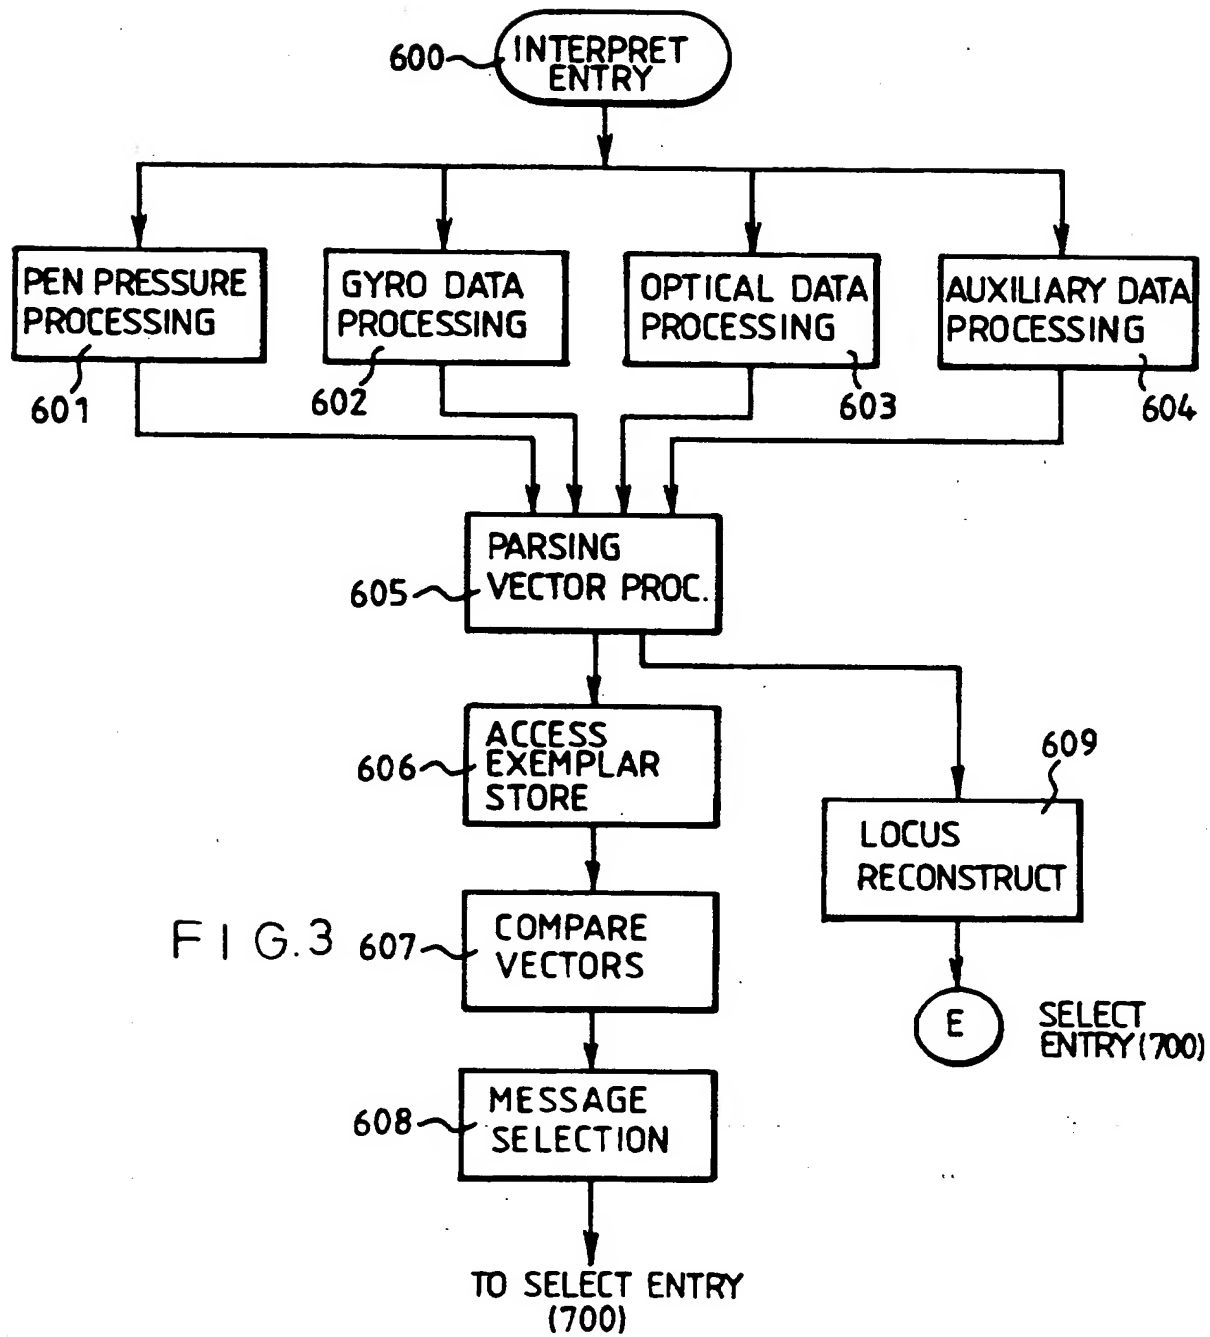 600
INTERPRET
ENTRY
PEN PRESSURE
PROCESSING
601
GYRO DATA
PROCESSING
602
OPTICAL DATA
PROCESSING
603
AUXILIARY DATA
PROCESSING
604
PARSING
VECTOR PROC.
605
ACCESS
EXEMPLAR
STORE
606
609
LOCUS
RECONSTRUCT
FIG.3
607
COMPARE
VECTORS
E
SELECT
ENTRY (700)
608
MESSAGE
SELECTION
TO SELECT ENTRY
(700)